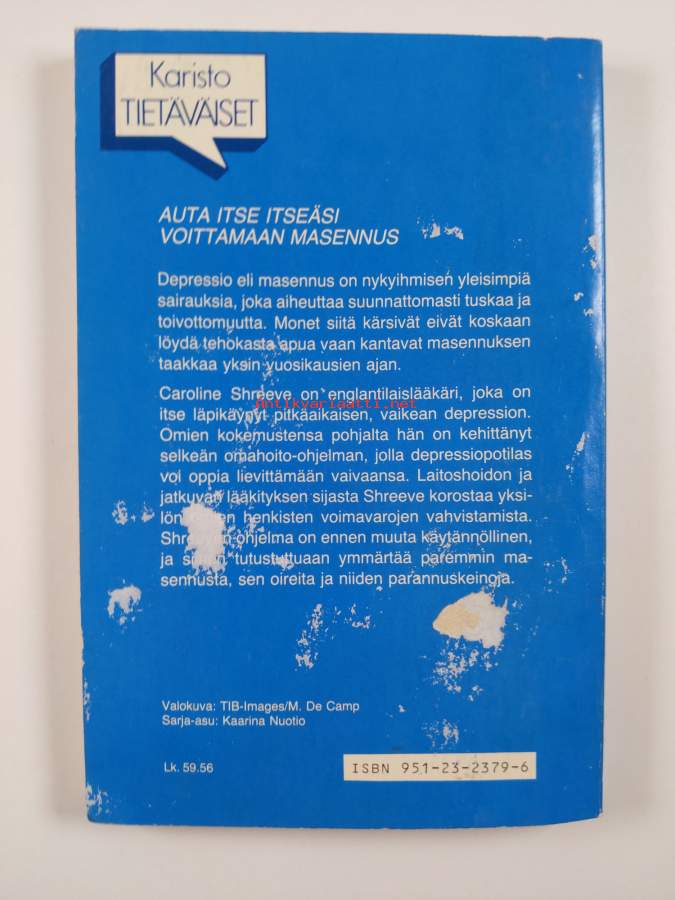 Karisto
TIETÄVÄISET
AUTA ITSE ITSEÄSI
VOITTAMAAN MASENNUS
Depressio eli masennus on nykyihmisen yleisimpiä
sairauksia, joka aiheuttaa suunnattomasti tuskaa ja
toivottomuutta. Monet siitä kärsivät eivät koskaan
löydä tehokasta apua vaan kantavat masennuksen
taakkaa yksin vuosikausien ajan.
Caroline Shreeve on englantilaislääkäri, joka on
antikvariaatti.net
itse läpikäynyt pitkäaikaisen, vaikean depression.
Omien kokemustensa pohjalta hän on kehittänyt
selkeän omahoito-ohjelman, jolla depressiopotilas
voi oppia lievittämään vaivaansa. Laitoshoidon ja
jatkuvan lääkityksen sijasta Shreeve korostaa yksi-
henkisten voimavarojen vahvistamista.
ohjelma on ennen muuta käytännöllinen,
ja tutustuttuaan ymmärtää paremmin ma-
sennusta, sen oireita ja niiden parannuskeinoja.
Valokuva: TIB-Images/M. De Camp
Sarja-asu: Kaarina Nuotio
Lk. 59.56
ISBN 951-23-2379-6